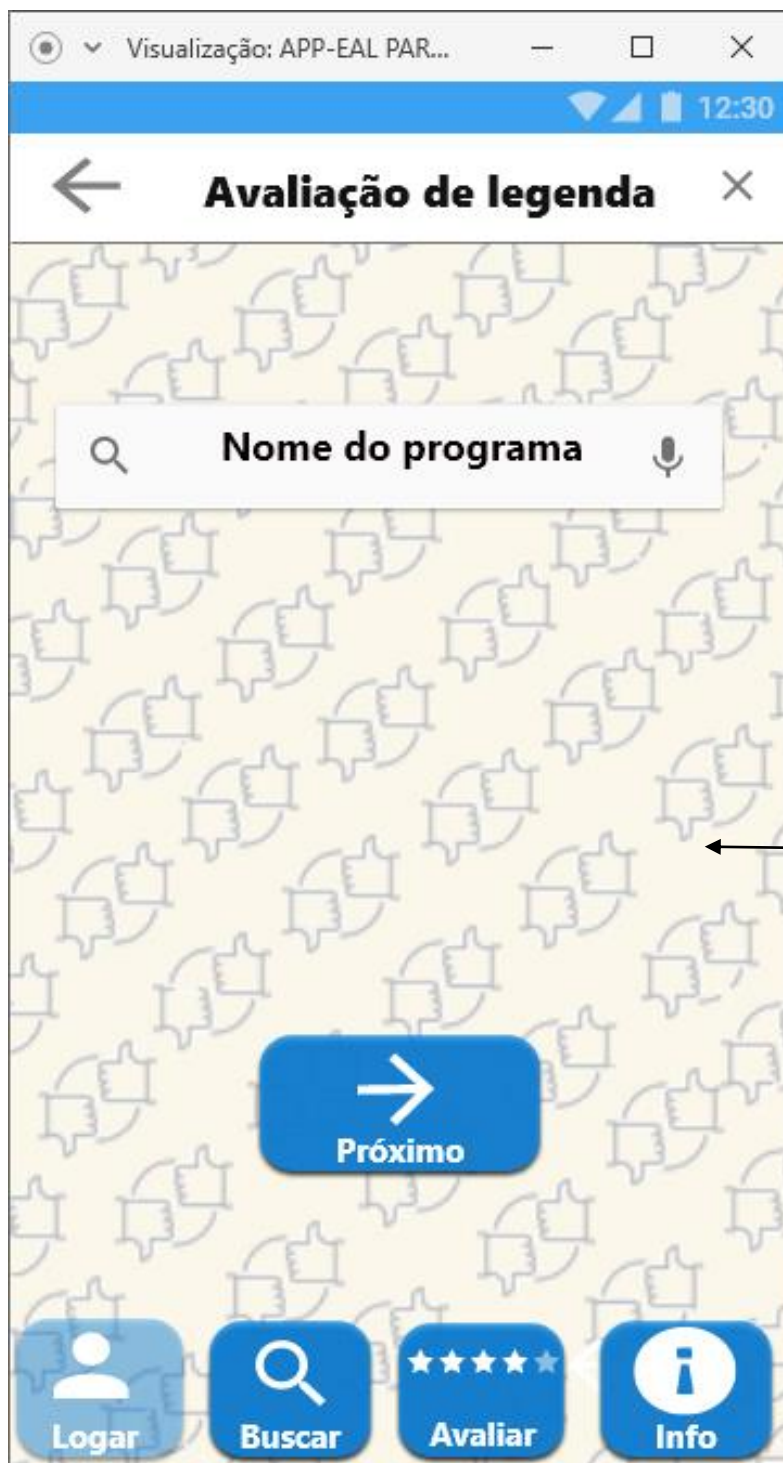 Visualização: APP-EAL PAR...
12:30
Avaliação de legenda
Nome do programa
Próximo
Logar
Buscar
Avaliar
Info